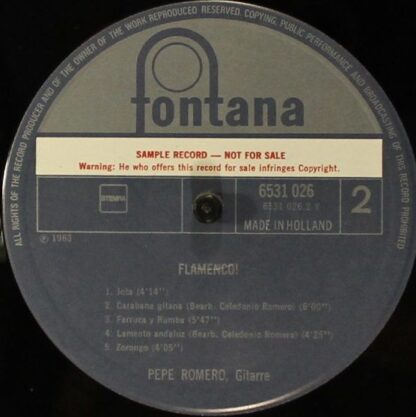 ALL RIGHTS OF THE RECORD PRODUCER AND OF THE OWNER OF THE WORK REPRODUCED RESERVED. COPYING, PUBLIC PERFORMANCE AND BROADCASTING OF THIS RECORD PROHIBITED
fontana
SAMPLE RECORD — NOT FOR SALE
Warning: He who offers this record for sale infringes Copyright.
STEMRA
6531 026
6531 026.2 Y
MADE IN HOLLAND
2
℗ 1963
FLAMENCO!
1. Jota (4'14")
2. Carabana gitana (Bearb. Celedonio Romero) (6'00")
3. Farruca y Rumba (5'47")
4. Lamento andaluz (Bearb. Celedonio Romero) (4'25")
5. Zorongo (4'05")
PEPE ROMERO, Gitarre